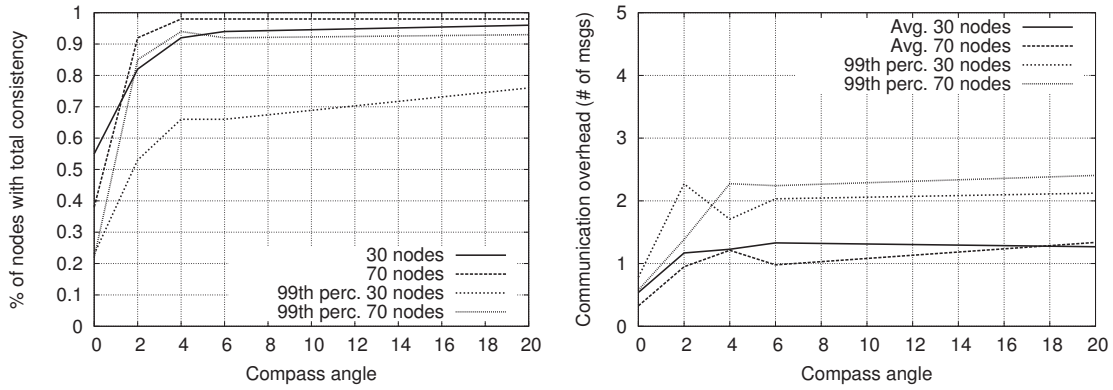 % of nodes with total consistency
1
0.9
0.8
0.7
0.6
0.5
0.4
0.3
0.2
0.1
0
30 nodes
70 nodes
99th perc. 30 nodes
99th perc. 70 nodes
0 2 4 6 8 10 12 14 16 18 20
Compass angle
Communication overhead (# of msgs)
5
4
3
2
1
0
Avg. 30 nodes
Avg. 70 nodes
99th perc. 30 nodes
99th perc. 70 nodes
0 2 4 6 8 10 12 14 16 18 20
Compass angle